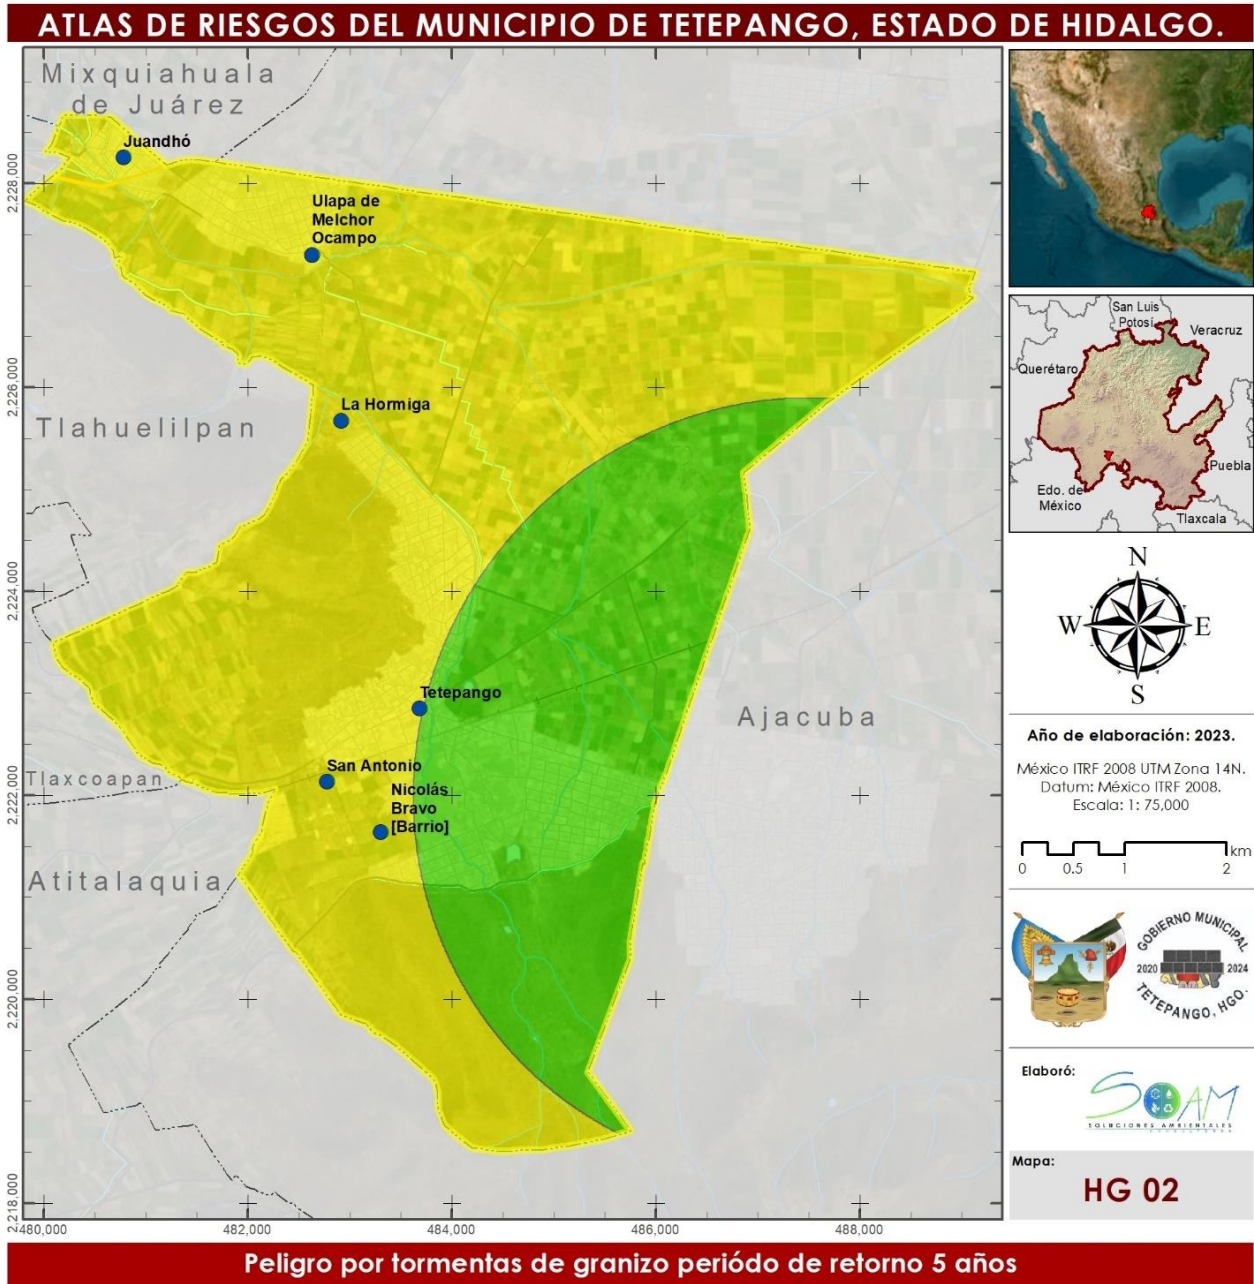 ATLAS DE RIESGOS DEL MUNICIPIO DE TETEPANGO, ESTADO DE HIDALGO.
Mixquiahuala
de Juárez
Juandhó
Ulapa de
Melchor
Ocampo
La Hormiga
Tlahuelilpan
Tetepango
Ajacuba
San Antonio
Tlaxcoapan
Nicolás
Bravo
[Barrio]
Atitalaquia
2,228,000
2,226,000
2,224,000
2,222,000
2,220,000
2,218,000
480,000
482,000
484,000
486,000
488,000
San Luis
Potosí
Veracruz
Querétaro
Puebla
Edo. de
México
Tlaxcala
N
W
E
S
Año de elaboración: 2023.
México ITRF 2008 UTM Zona 14N.
Datum: México ITRF 2008.
Escala: 1: 75,000
km
0 0.5 1 2
GOBIERNO MUNICIPAL
2020 2024
TETEPANGO, HGO.
Elaboró:
SOAM
SOLUCIONES AMBIENTALES
Mapa:
HG 02
Peligro por tormentas de granizo periódo de retorno 5 años